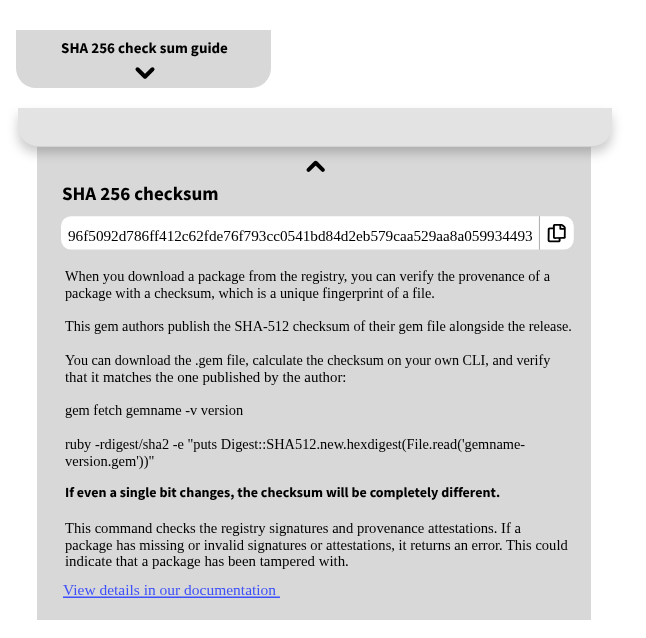 SHA 256 check sum guide
SHA 256 checksum
96f5092d786ff412c62fde76f793cc0541bd84d2eb579caa529aa8a059934493
When you download a package from the registry, you can verify the provenance of a
package with a checksum, which is a unique fingerprint of a file.
This gem authors publish the SHA-512 checksum of their gem file alongside the release.
You can download the .gem file, calculate the checksum on your own CLI, and verify
that it matches the one published by the author:
gem fetch gemname -v version
ruby -rdigest/sha2 -e "puts Digest::SHA512.new.hexdigest(File.read('gemname-
version.gem'))"
If even a single bit changes, the checksum will be completely different.
This command checks the registry signatures and provenance attestations. If a
package has missing or invalid signatures or attestations, it returns an error. This could
indicate that a package has been tampered with.
View details in our documentation